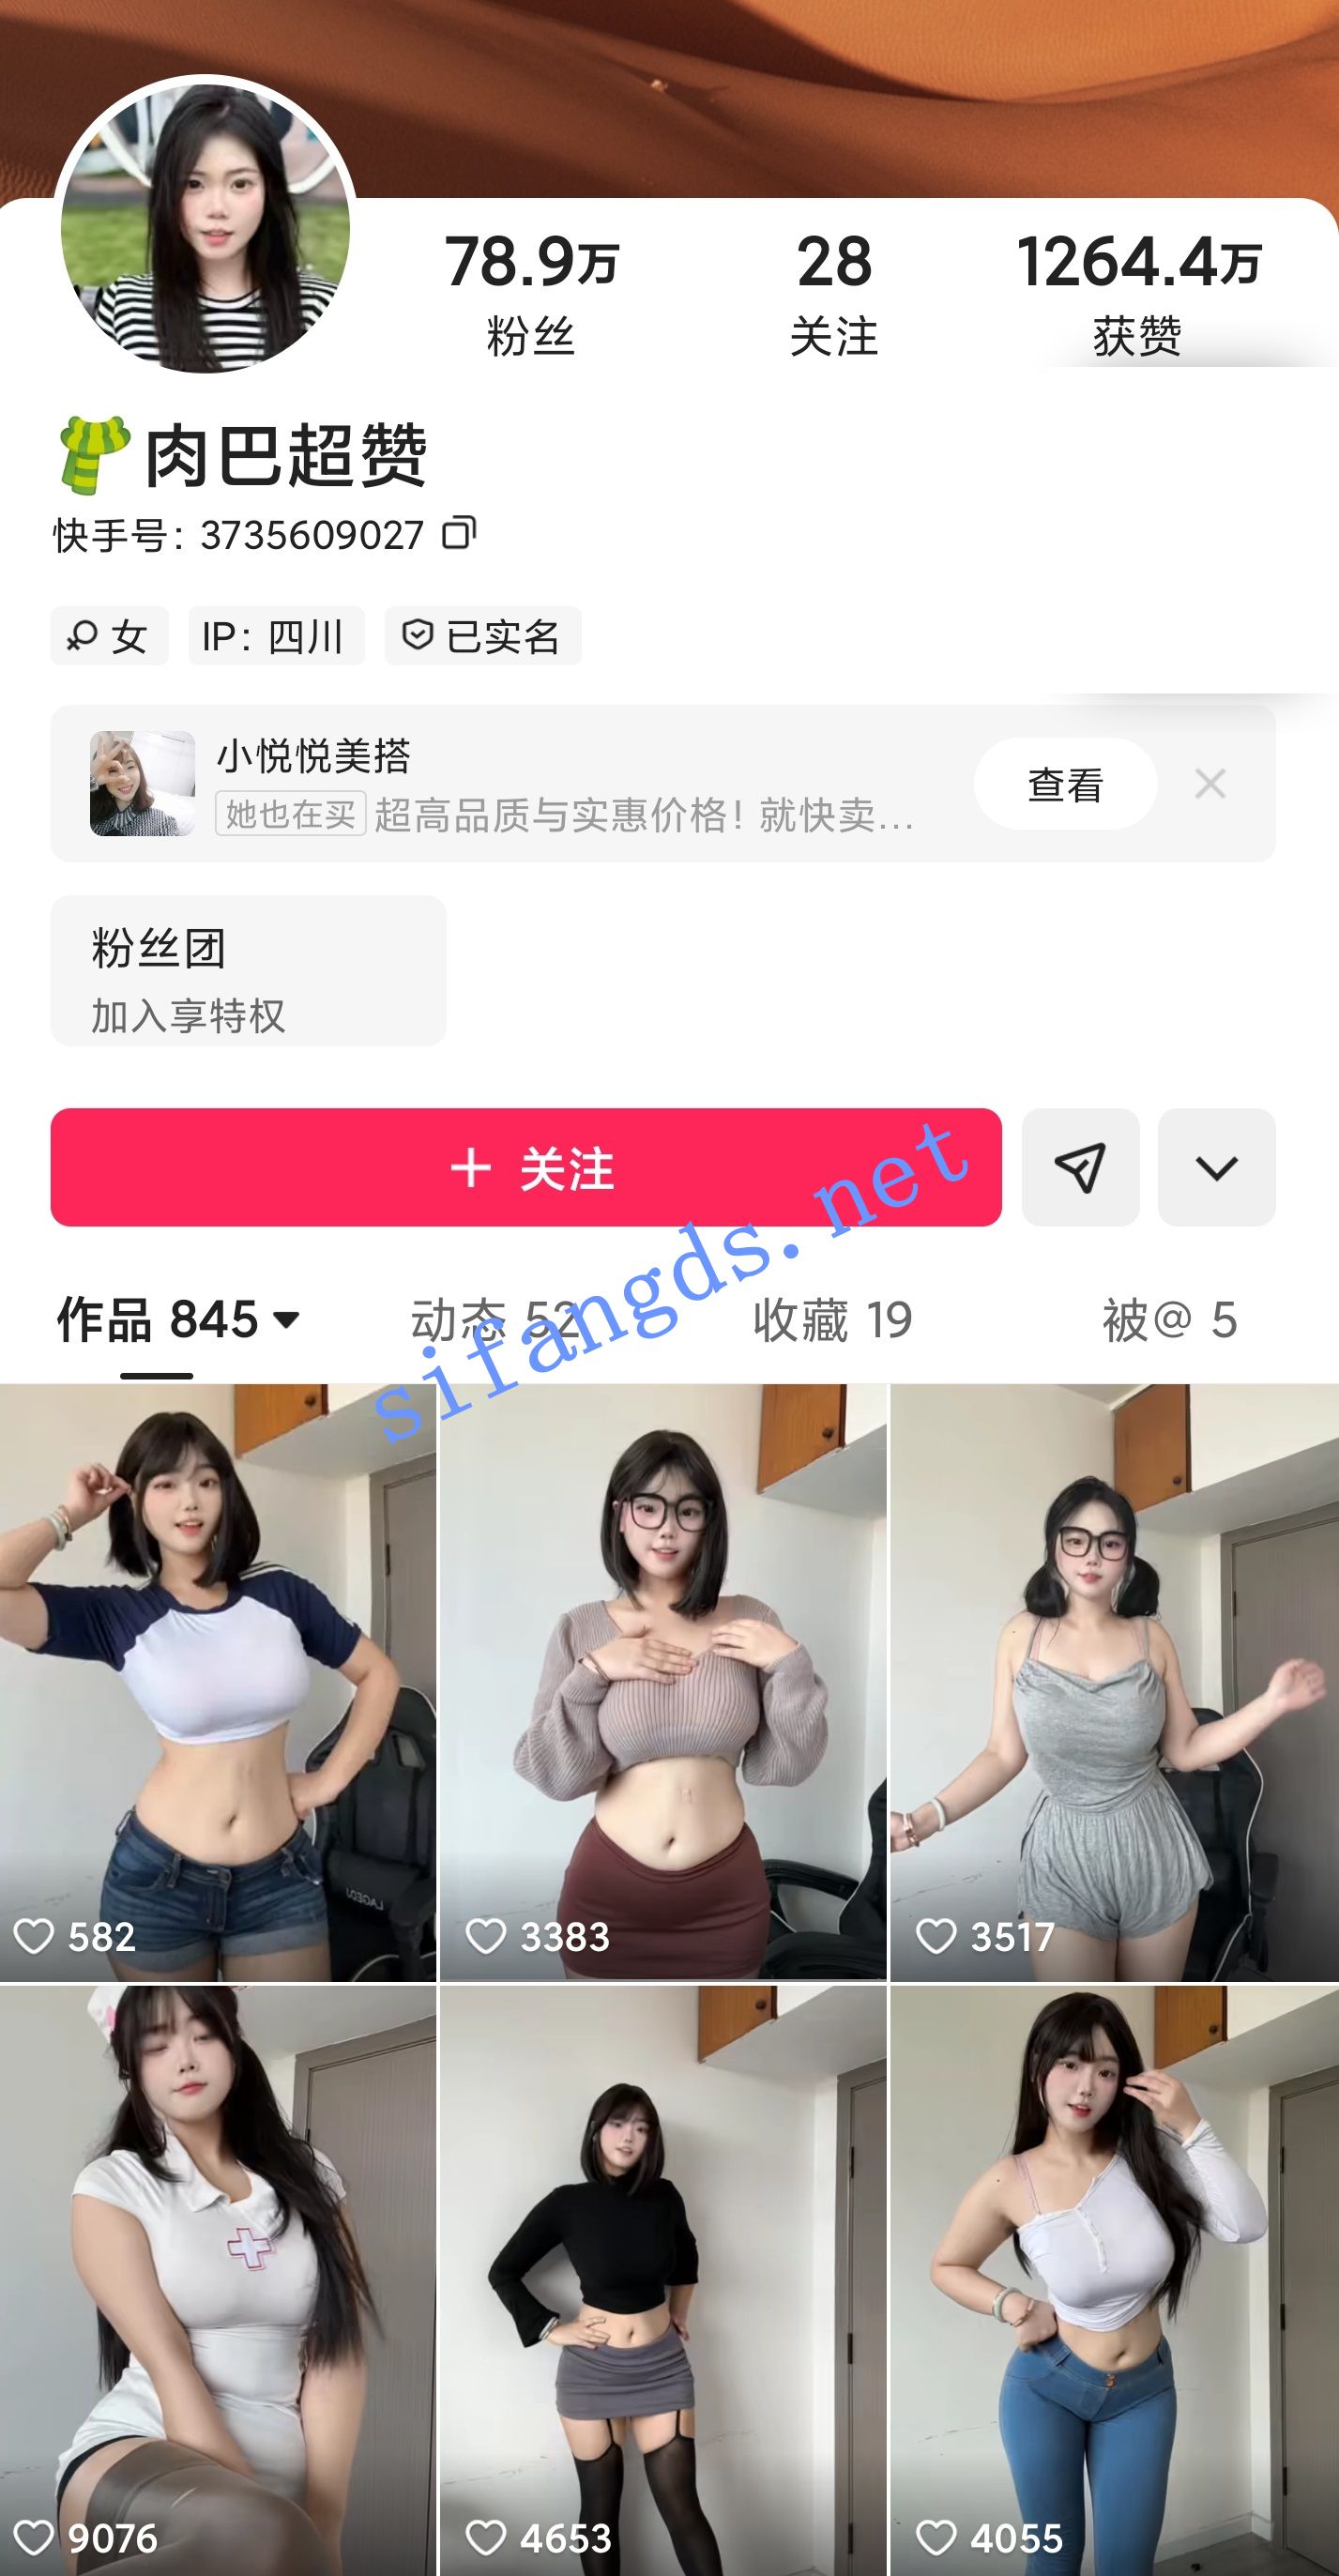 78.9万 28 1264.4万
粉丝 关注 获赞
肉巴超赞
快手号：3735609027
女 IP：四川 已实名
小悦悦美搭
她也在买 超高品质与实惠价格！就快卖...
查看
粉丝团
加入享特权
+ 关注
sifangds.net
作品 845 动态 52 收藏 19 被@ 5
582 3383 3517
9076 4653 4055